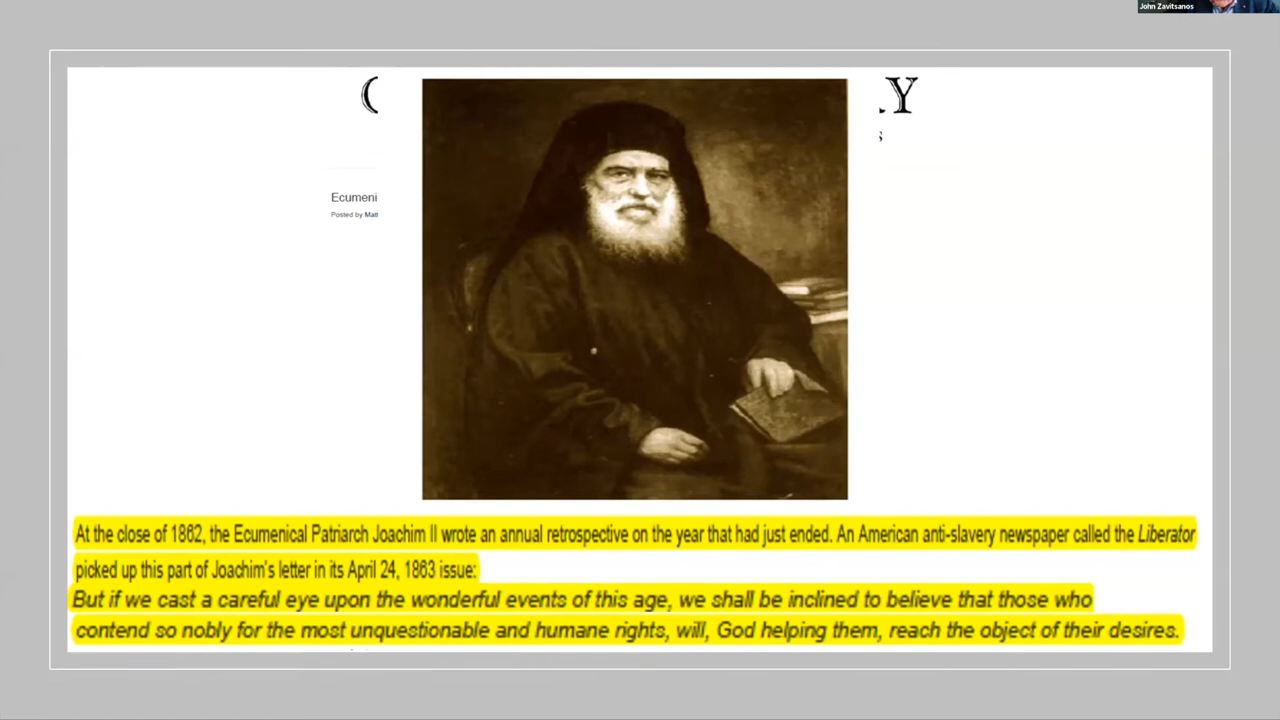 John Zavitsanos
Ecumeni
Posted by Matt
At the close of 1862, the Ecumenical Patriarch Joachim II wrote an annual retrospective on the year that had just ended. An American anti-slavery newspaper called the Liberator
picked up this part of Joachim's letter in its April 24, 1863 issue:
But if we cast a careful eye upon the wonderful events of this age, we shall be inclined to believe that those who
contend so nobly for the most unquestionable and humane rights, will, God helping them, reach the object of their desires.